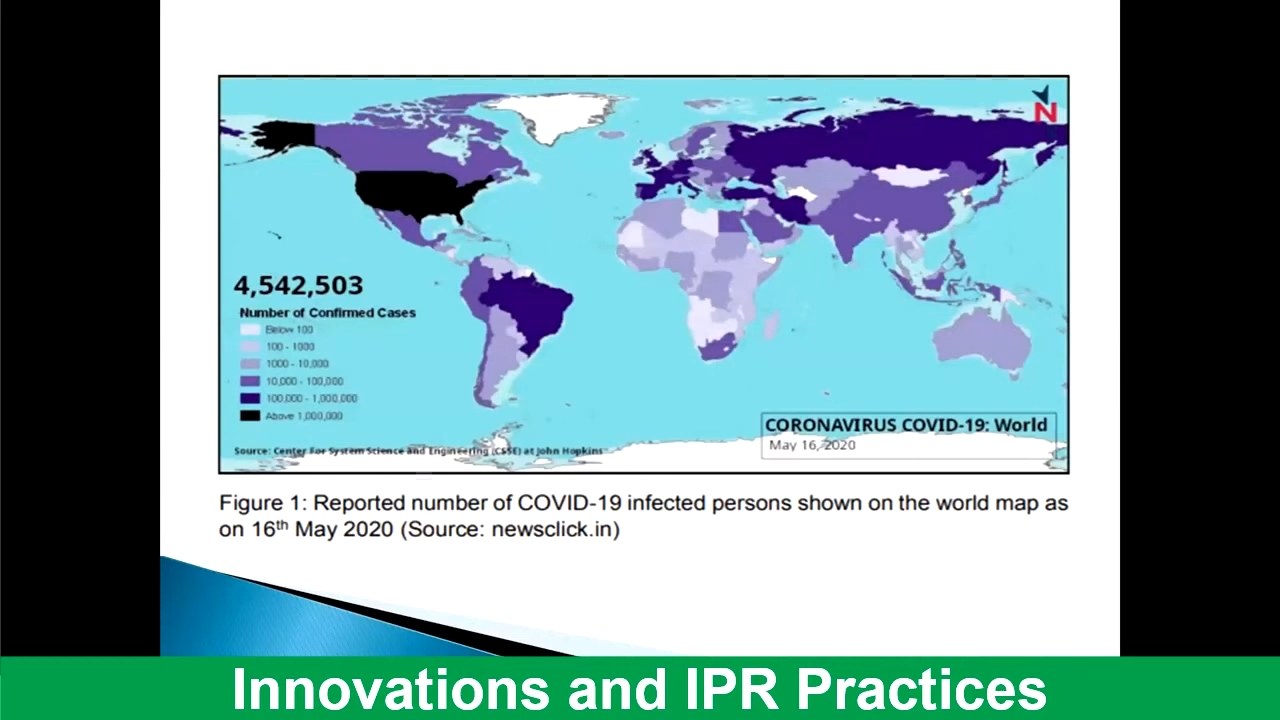 N
4,542,503
Number of Confirmed Cases
Below 100
100 - 1000
1000 - 10,000
10,000 - 100,000
100,000 - 1,000,000
Above 1,000,000
CORONAVIRUS COVID-19: World
May 16, 2020
Source: Center For System Science and Engineering (CSSE) at John Hopkins
Figure 1: Reported number of COVID-19 infected persons shown on the world map as
on 16th May 2020 (Source: newsclick.in)
Innovations and IPR Practices